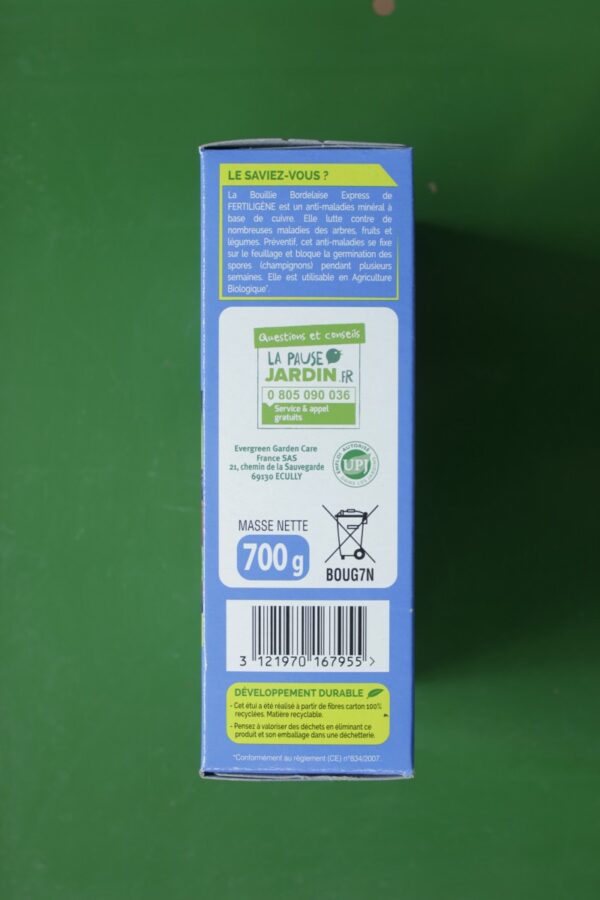 LE SAVIEZ-VOUS ?
La Bouillie Bordelaise Express de
FERTILIGÈNE est un anti-maladies minéral à
base de cuivre. Elle lutte contre de
nombreuses maladies des arbres, fruits et
légumes. Préventif, cet anti-maladies se fixe
sur le feuillage et bloque la germination des
spores (champignons) pendant plusieurs
semaines. Elle est utilisable en Agriculture
Biologique*.
Questions et conseils
LA PAUSE
JARDIN.FR
0 805 090 036
Service & appel
gratuits
Evergreen Garden Care
France SAS
21, chemin de la Sauvegarde
69130 ECULLY
EMPLOI AUTORISÉ
UPJ
DANS LES JARDINS
MASSE NETTE
700 g
BOUG7N
3 121970 167955 >
DÉVELOPPEMENT DURABLE
- Cet étui a été réalisé à partir de fibres carton 100%
recyclées. Matière recyclable.
- Pensez à valoriser des déchets en éliminant ce
produit et son emballage dans une déchetterie.
*Conformément au règlement (CE) n°834/2007.